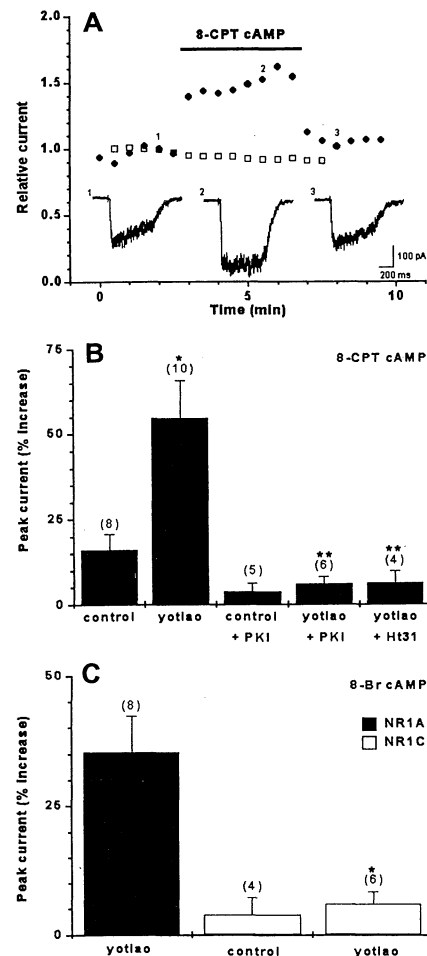 A
8-CPT cAMP
2.0
1.5
1.0
0.5
0.0
Relative current
1
2
3
1
2
3
100 pA
200 ms
0
5
10
Time (min)
B
8-CPT cAMP
75
50
25
0
Peak current (% Increase)
(8)
*
(10)
(5)
**
(6)
**
(4)
control
yotiao
control
+ PKI
yotiao
+ PKI
yotiao
+ Ht31
C
8-Br cAMP
50
25
0
Peak current (% Increase)
NR1A
NR1C
(8)
(4)
*
(6)
yotiao
control
yotiao